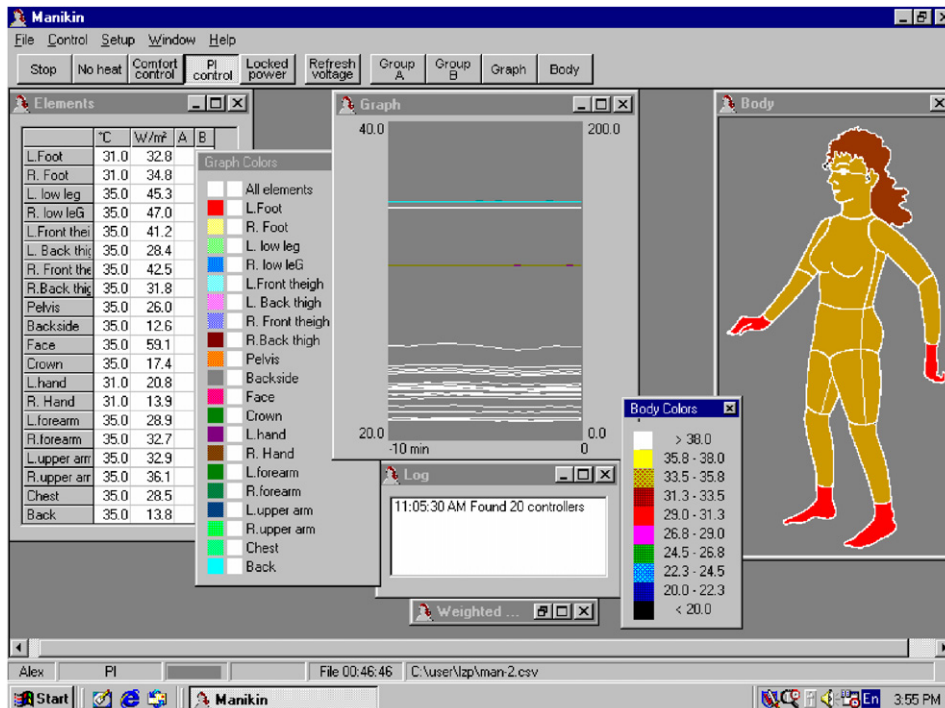 Manikin
File Control Setup Window Help
Stop No heat Comfort control PI control Locked power Refresh voltage Group A Group B Graph Body
Elements
°C W/m² A B
L.Foot 31.0 32.8
R. Foot 31.0 34.8
L. low leg 35.0 45.3
R. low leG 35.0 47.0
L.Front thei 35.0 41.2
L. Back thig 35.0 28.4
R. Front the 35.0 42.5
R.Back thig 35.0 31.8
Pelvis 35.0 26.0
Backside 35.0 12.6
Face 35.0 59.1
Crown 35.0 17.4
L.hand 31.0 20.8
R. Hand 31.0 13.9
L.forearm 35.0 28.9
R.forearm 35.0 32.7
L.upper arm 35.0 32.9
R.upper arr 35.0 36.1
Chest 35.0 28.5
Back 35.0 13.8
Graph Colors
All elements
L.Foot
R. Foot
L. low leg
R. low leG
L.Front theigh
L. Back thigh
R. Front theigh
R.Back thigh
Pelvis
Backside
Face
Crown
L.hand
R. Hand
L.forearm
R.forearm
L.upper arm
R.upper arm
Chest
Back
Graph
40.0 200.0
20.0 0.0
-10 min 0
Log
11:05:30 AM Found 20 controllers
Weighted ...
Body
Body Colors
> 38.0
35.8 - 38.0
33.5 - 35.8
31.3 - 33.5
29.0 - 31.3
26.8 - 29.0
24.5 - 26.8
22.3 - 24.5
20.0 - 22.3
< 20.0
Alex PI File 00:46:46 C:\user\lzp\man-2.csv
Start Manikin En 3:55 PM